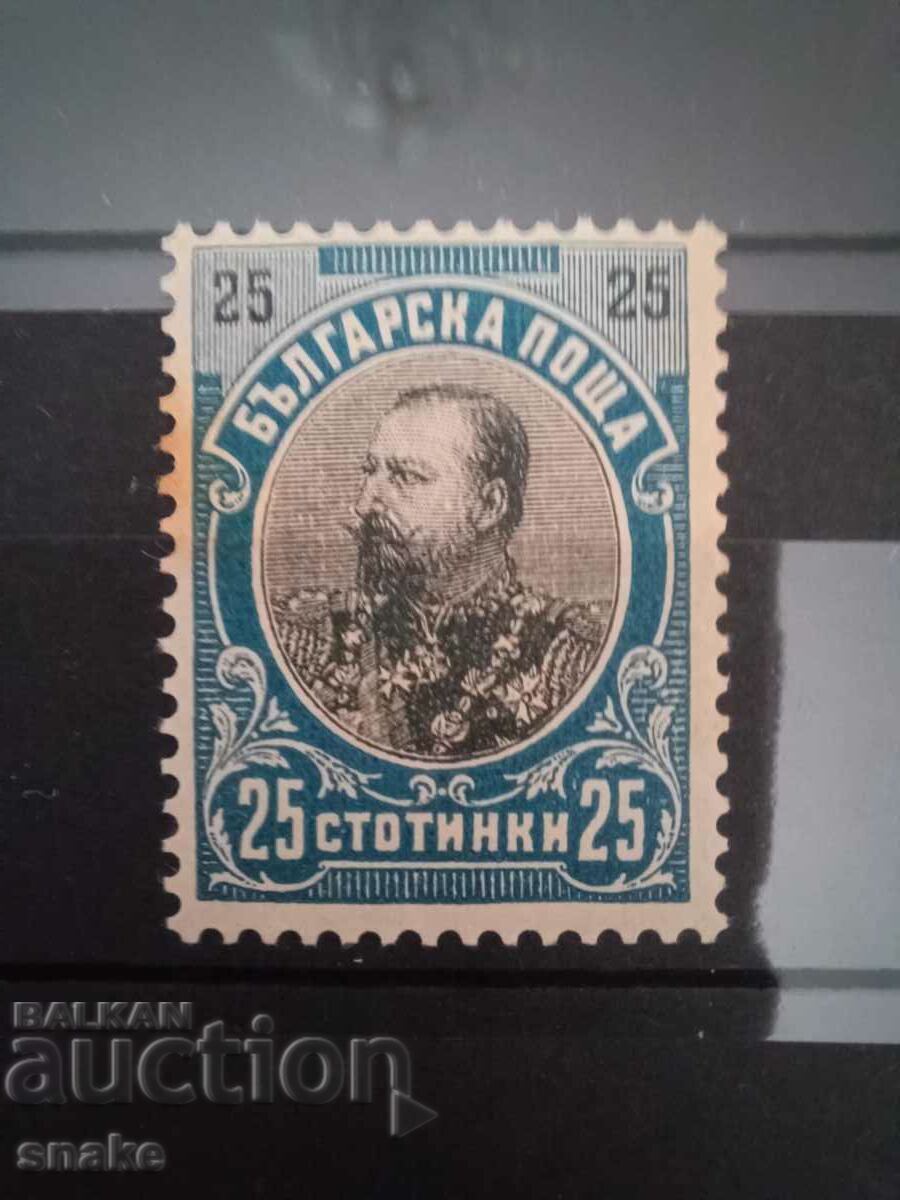 25 25
БЪЛГАРСКА ПОЩА
25 СТОТИНКИ 25
BALKAN
auction
snake